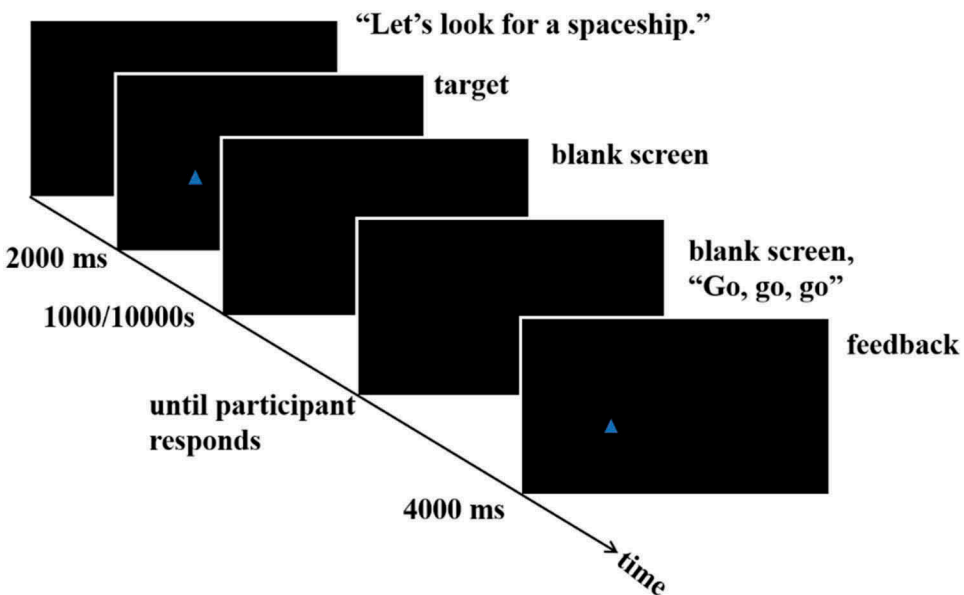 “Let’s look for a spaceship.”
target
blank screen
blank screen,
“Go, go, go”
feedback
2000 ms
1000/10000s
until participant
responds
4000 ms
time